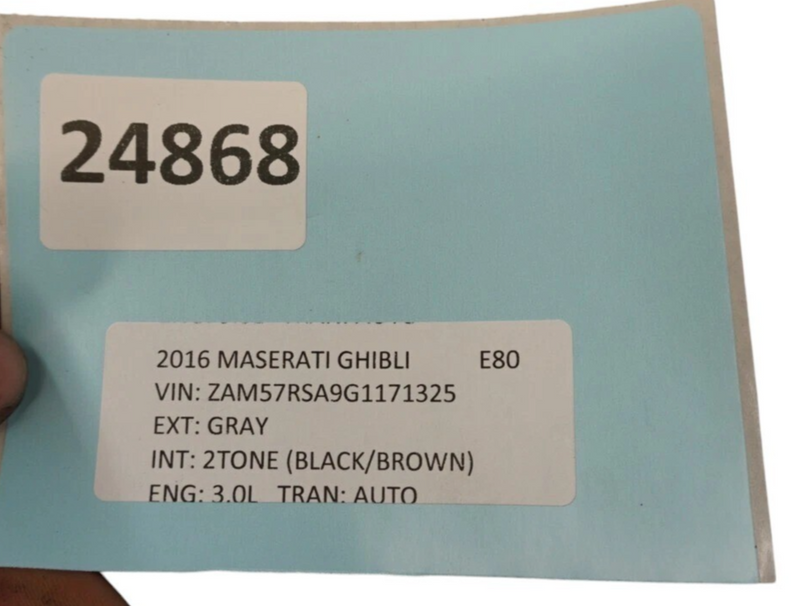 24868
2016 MASERATI GHIBLI E80
VIN: ZAM57RSA9G1171325
EXT: GRAY
INT: 2TONE (BLACK/BROWN)
ENG: 3.0L TRAN: AUTO